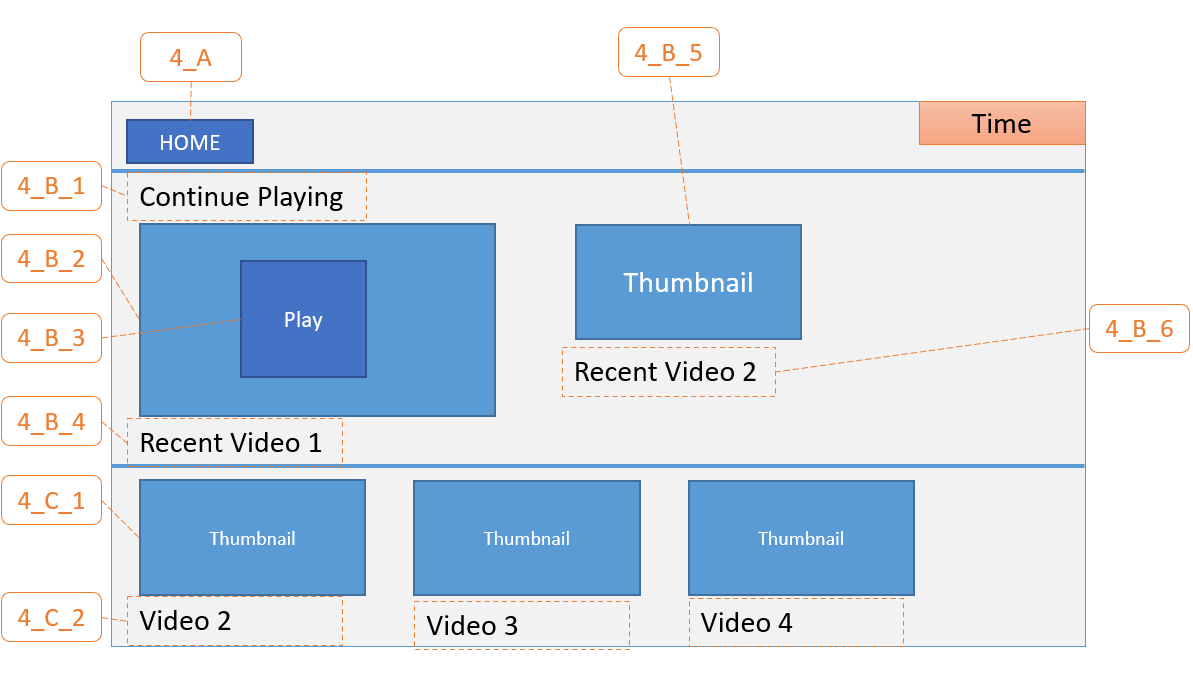 4_A
4_B_5
HOME
Time
4_B_1
Continue Playing
4_B_2
Thumbnail
4_B_3
Play
4_B_6
Recent Video 2
4_B_4
Recent Video 1
4_C_1
Thumbnail
Thumbnail
Thumbnail
4_C_2
Video 2
Video 3
Video 4